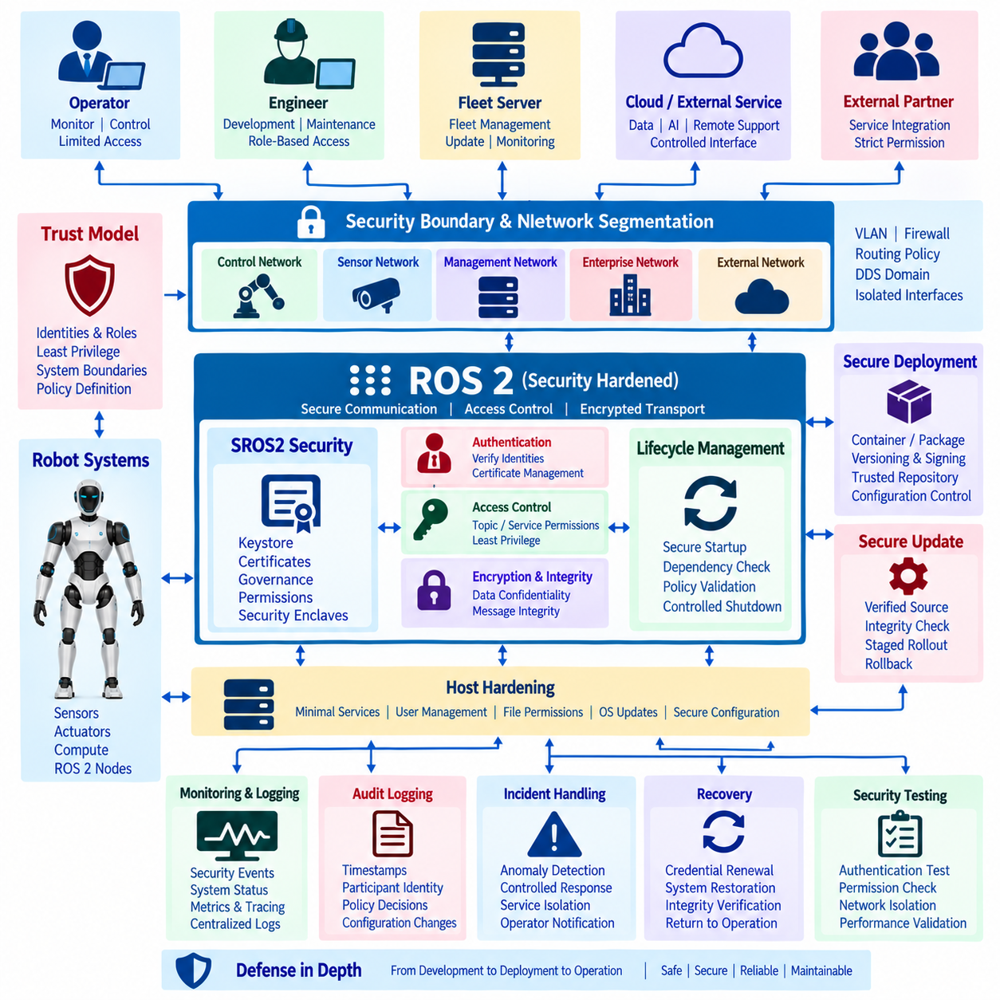 Operator
Monitor | Control
Limited Access
Engineer
Development | Maintenance
Role-Based Access
Fleet Server
Fleet Management
Update | Monitoring
Cloud / External Service
Data | AI | Remote Support
Controlled Interface
External Partner
Service Integration
Strict Permission
Security Boundary & NIetwork Segmentation
Control Network
Sensor Network
Management Network
Enterprise Network
External Network
VLAN | Firewall
Routing Policy
DDS Domain
Isolated Interfaces
Trust Model
Identities & Roles
Least Privilege
System Boundaries
Policy Definition
ROS 2 (Security Hardened)
Secure Communication | Access Control | Encrypted Transport
SROS2 Security
Keystore
Certificates
Governance
Permissions
Security Enclaves
Authentication
Verify Identities
Certificate Management
Access Control
Topic / Service Permissions
Least Privilege
Encryption & Integrity
Data Confidentiality
Message Integrity
Lifecycle Management
Secure Startup
Dependency Check
Policy Validation
Controlled Shutdown
Secure Deployment
Container / Package
Versioning & Signing
Trusted Repository
Configuration Control
Secure Update
Verified Source
Integrity Check
Staged Rollout
Rollback
Robot Systems
Sensors
Actuators
Compute
ROS 2 Nodes
Host Hardening
Minimal Services | User Management | File Permissions | OS Updates | Secure Configuration
Monitoring & Logging
Security Events
System Status
Metrics & Tracing
Centralized Logs
Audit Logging
Timestamps
Participant Identity
Policy Decisions
Configuration Changes
Incident Handling
Anomaly Detection
Controlled Response
Service Isolation
Operator Notification
Recovery
Credential Renewal
System Restoration
Integrity Verification
Return to Operation
Security Testing
Authentication Test
Permission Check
Network Isolation
Performance Validation
Defense in Depth
From Development to Deployment to Operation | Safe | Secure | Reliable | Maintainable